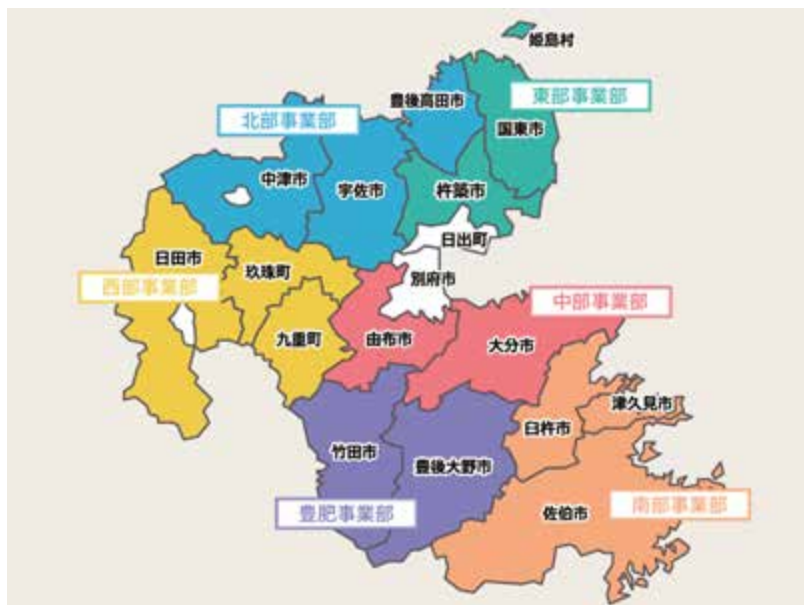 姫島村
豊後高田市
東部事業部
北部事業部
国東市
中津市
宇佐市
杵築市
日出町
日田市
玖珠町
別府市
西部事業部
中部事業部
九重町
由布市
大分市
津久見市
臼杵市
竹田市
豊後大野市
南部事業部
豊肥事業部
佐伯市